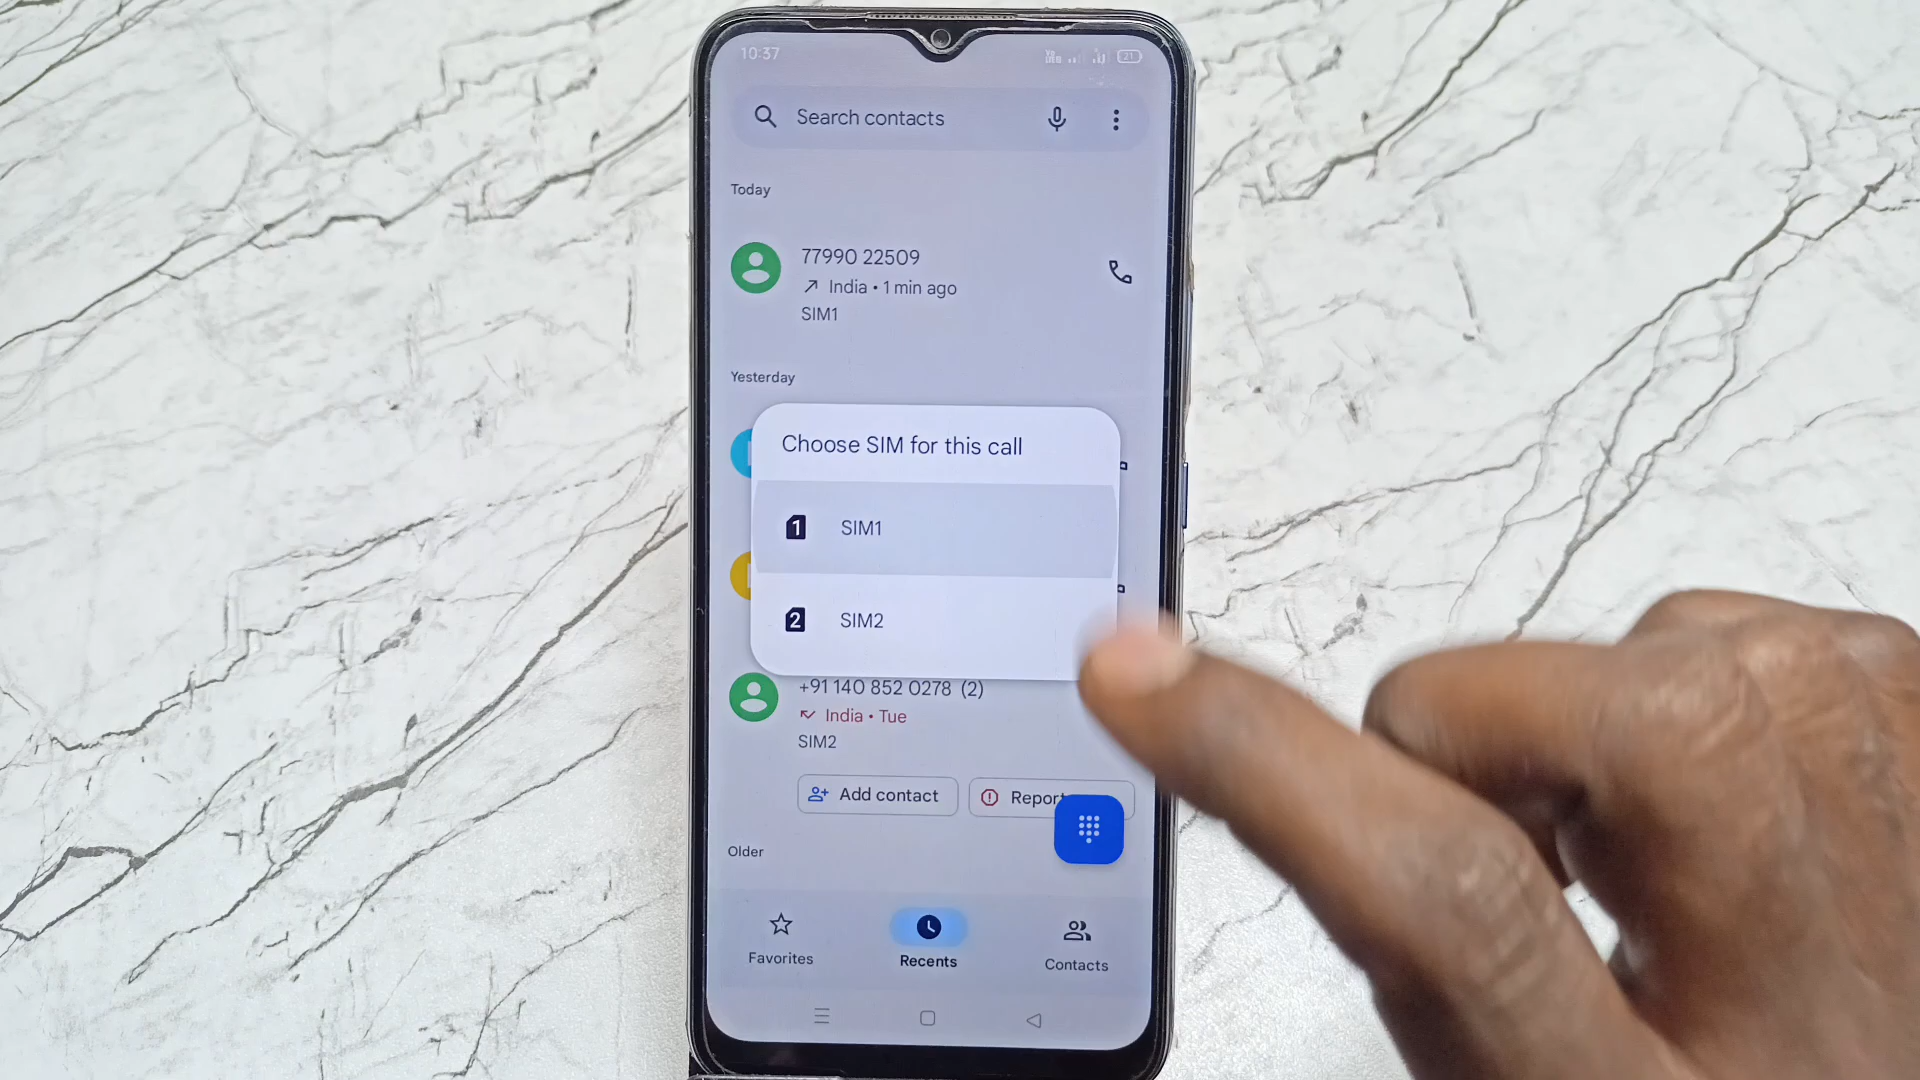 10:37
21
Search contacts
Today
77990 22509
India • 1 min ago
SIM1
Yesterday
Choose SIM for this call
1 SIM1
2 SIM2
+91 140 852 0278 (2)
India • Tue
SIM2
Add contact
Report
Older
Favorites
Recents
Contacts